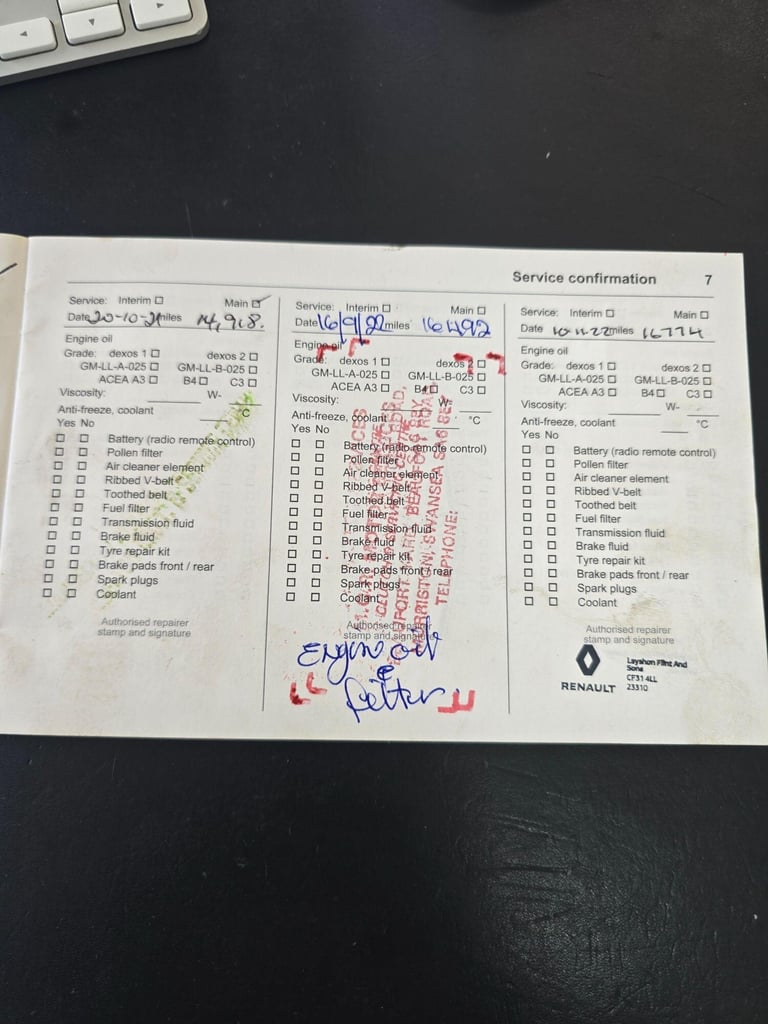 Service confirmation 7
Service: Interim Main
Date 20-10-21 miles 14,918.
Engine oil
Grade: dexos 1 dexos 2
GM-LL-A-025 GM-LL-B-025
ACEA A3 B4 C3
Viscosity: W-
Anti-freeze, coolant °C
Yes No
Battery (radio remote control)
Pollen filter
Air cleaner element
Ribbed V-belt
Toothed belt
Fuel filter
Transmission fluid
Brake fluid
Tyre repair kit
Brake pads front / rear
Spark plugs
Coolant
Authorised repairer
stamp and signature
Service: Interim Main
Date 16/9/22 miles 16492
Engine oil
Grade: dexos 1 dexos 2
GM-LL-A-025 GM-LL-B-025
ACEA A3 B4 C3
Viscosity: W-
Anti-freeze, coolant °C
Yes No
Battery (radio remote control)
Pollen filter
Air cleaner element
Ribbed V-belt
Toothed belt
Fuel filter
Transmission fluid
Brake fluid
Tyre repair kit
Brake pads front / rear
Spark plugs
Coolant
Authorised repairer
stamp and signature
BEAUFORT ROAD
SWANSEA SA6
TELEPHONE:
Engine oil
& filter
Service: Interim Main
Date 10-11-22 miles 16774
Engine oil
Grade: dexos 1 dexos 2
GM-LL-A-025 GM-LL-B-025
ACEA A3 B4 C3
Viscosity: W-
Anti-freeze, coolant °C
Yes No
Battery (radio remote control)
Pollen filter
Air cleaner element
Ribbed V-belt
Toothed belt
Fuel filter
Transmission fluid
Brake fluid
Tyre repair kit
Brake pads front / rear
Spark plugs
Coolant
Authorised repairer
stamp and signature
RENAULT
Layshon Flint And
Sons
CF31 4LL
23310